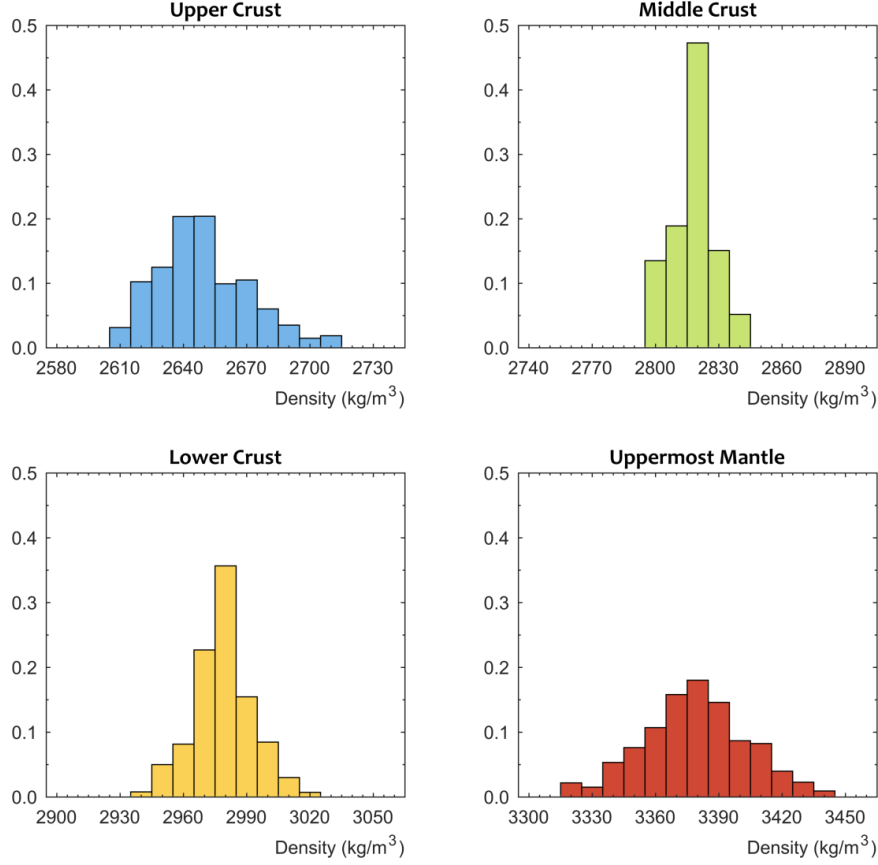 Upper Crust
0.5
0.4
0.3
0.2
0.1
0.0
2580 2610 2640 2670 2700 2730
Density (kg/m³)
Middle Crust
0.5
0.4
0.3
0.2
0.1
0.0
2740 2770 2800 2830 2860 2890
Density (kg/m³)
Lower Crust
0.5
0.4
0.3
0.2
0.1
0.0
2900 2930 2960 2990 3020 3050
Density (kg/m³)
Uppermost Mantle
0.5
0.4
0.3
0.2
0.1
0.0
3300 3330 3360 3390 3420 3450
Density (kg/m³)